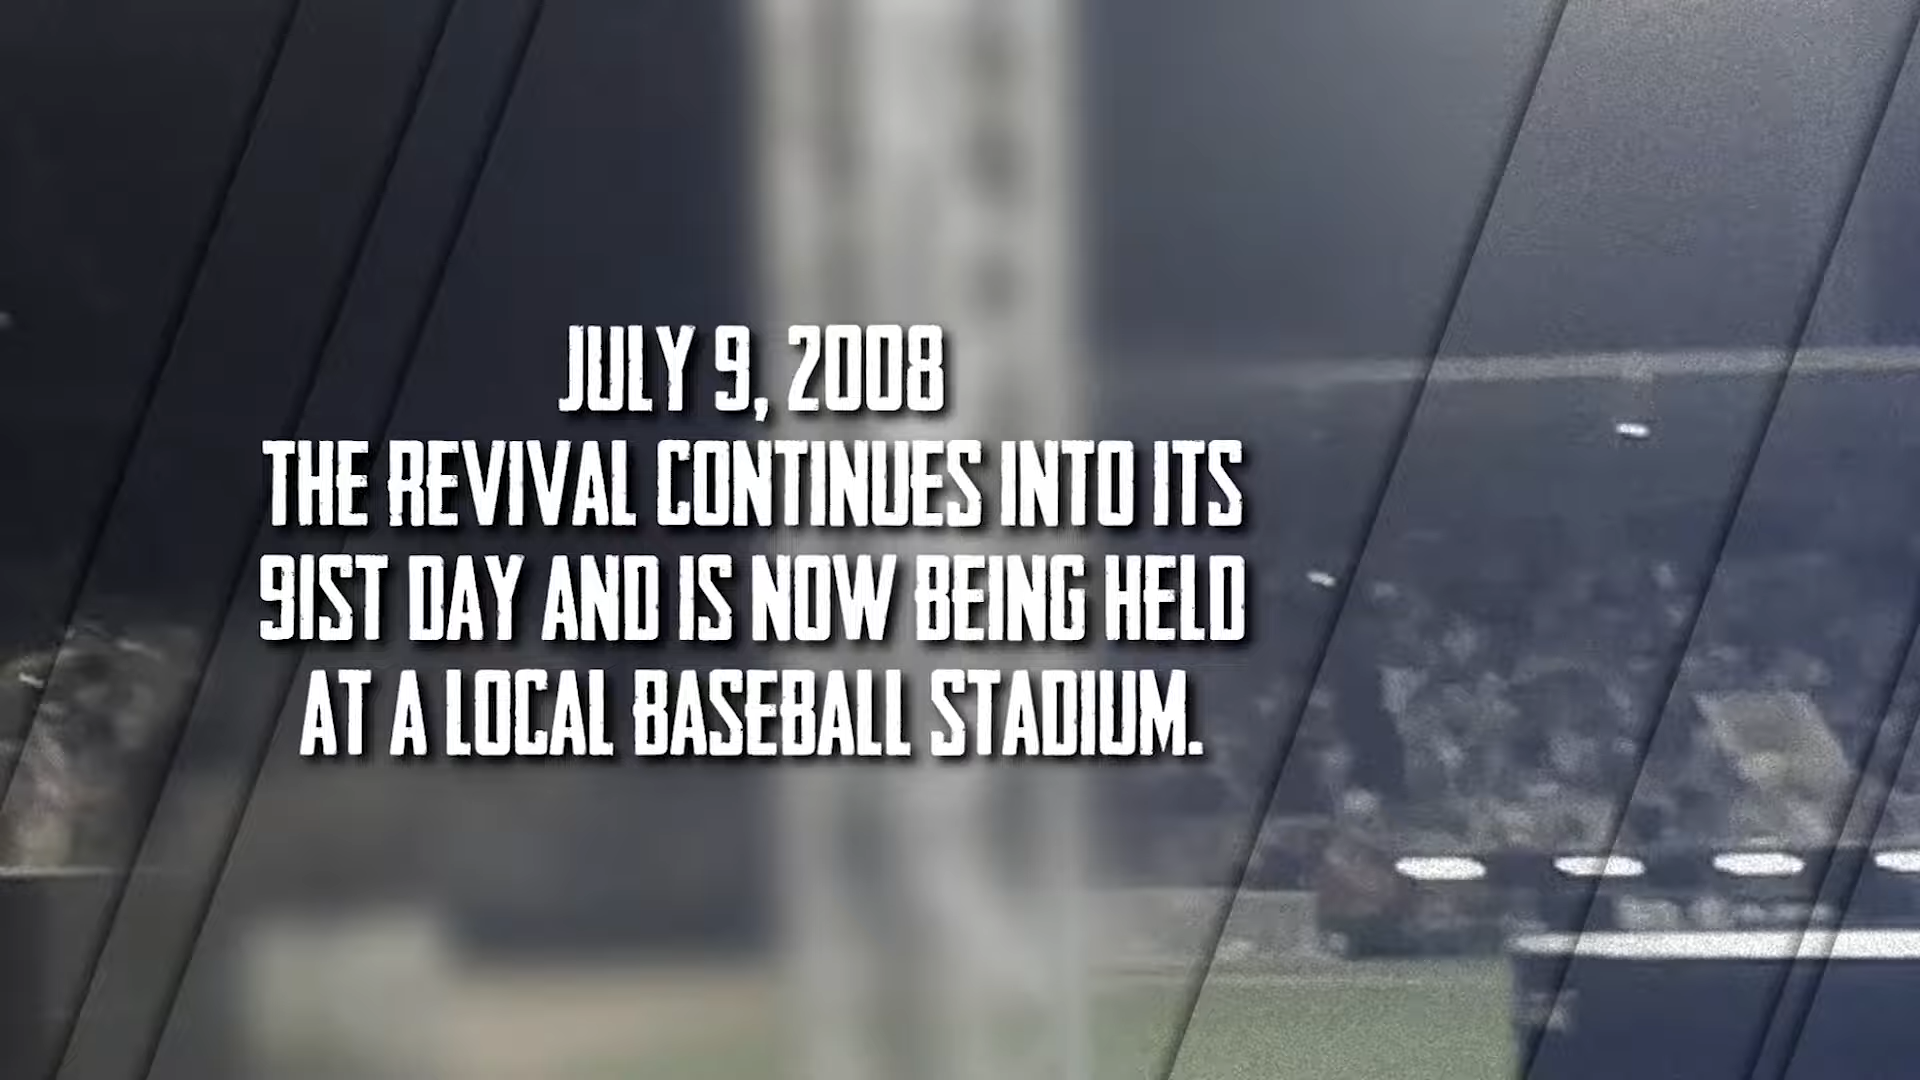 JULY 9, 2008
THE REVIVAL CONTINUES INTO ITS
91ST DAY AND IS NOW BEING HELD
AT A LOCAL BASEBALL STADIUM.